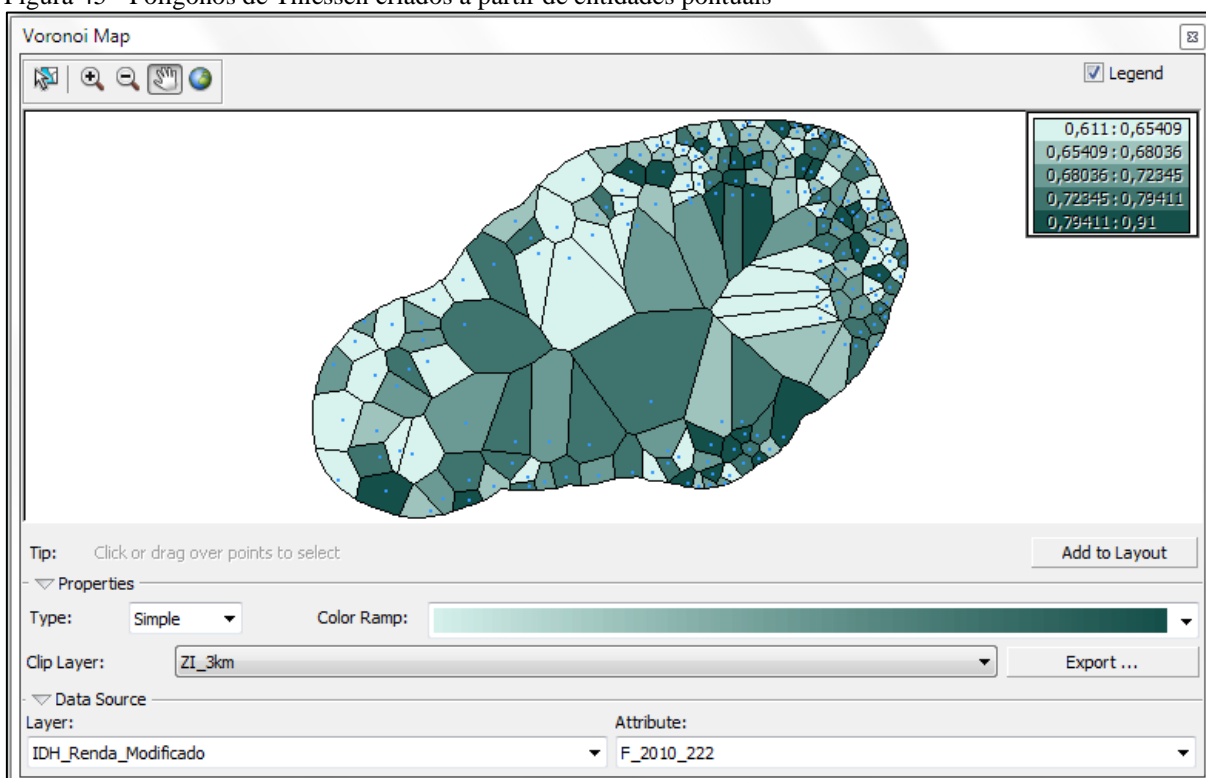 Figura 43 - Polígonos de Thiessen criados a partir de entidades pontuais
Voronoi Map
Legend
0,611 : 0,65409
0,65409 : 0,68036
0,68036 : 0,72345
0,72345 : 0,79411
0,79411 : 0,91
Tip: Click or drag over points to select
Add to Layout
Properties
Type: Simple Color Ramp:
Clip Layer: ZI_3km Export ...
Data Source
Layer: Attribute:
IDH_Renda_Modificado F_2010_222